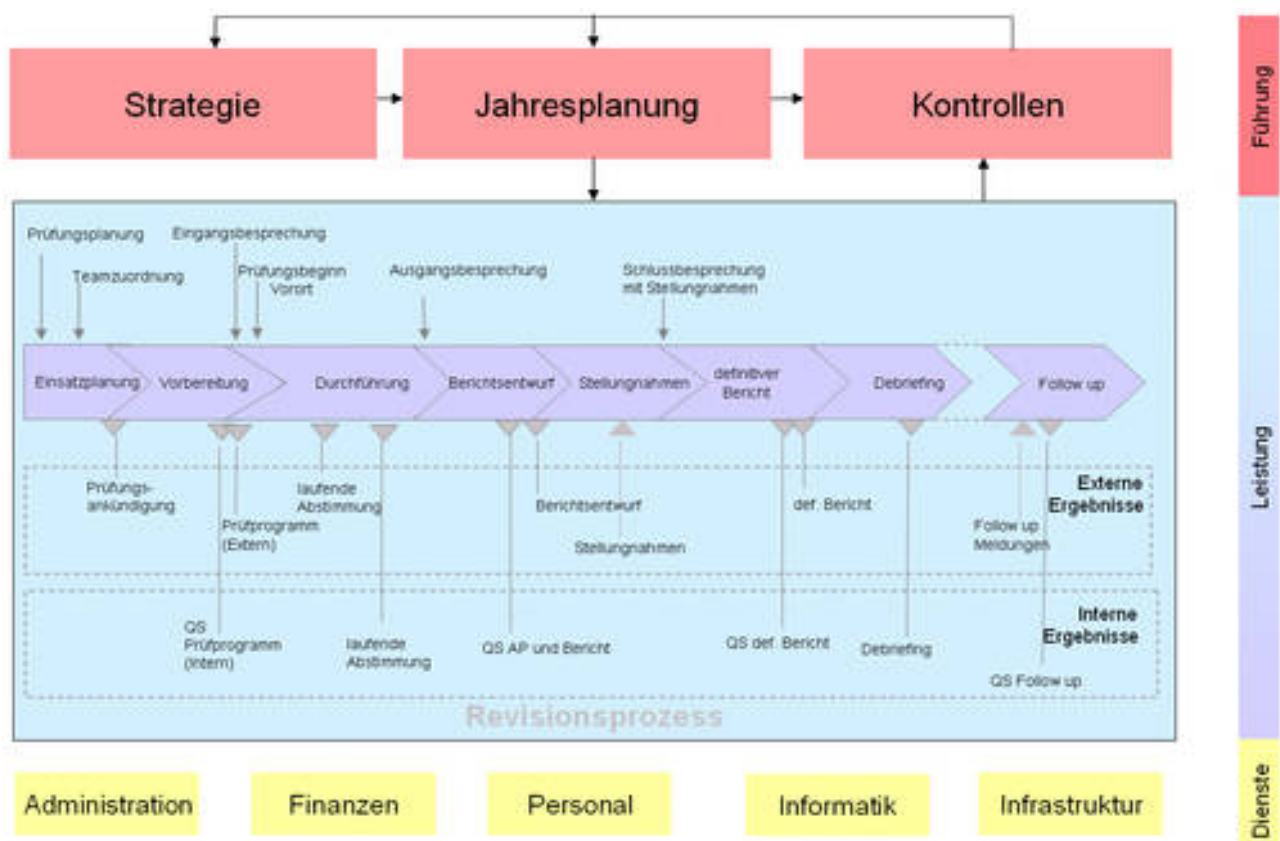 Strategie
Jahresplanung
Kontrollen
Führung
Prüfungsplanung
Eingangsbesprechung
Teamzuordnung
Prüfungsbeginn
Vorort
Ausgangsbesprechung
Schlussbesprechung
mit Stellungnahmen
Einsatzplanung
Vorbereitung
Durchführung
Berichtsentwurf
Stellungnahmen
definitiver
Bericht
Debriefing
Follow up
Leistung
Prüfungs-
ankündigung
Prüfprogramm
(Extern)
laufende
Abstimmung
Berichtsentwurf
Stellungnahmen
def. Bericht
Follow up
Meldungen
Externe
Ergebnisse
QS
Prüfprogramm
(Intern)
laufende
Abstimmung
QS AP und Bericht
QS def. Bericht
Debriefing
QS Follow up
Interne
Ergebnisse
Revisionsprozess
Administration
Finanzen
Personal
Informatik
Infrastruktur
Dienste